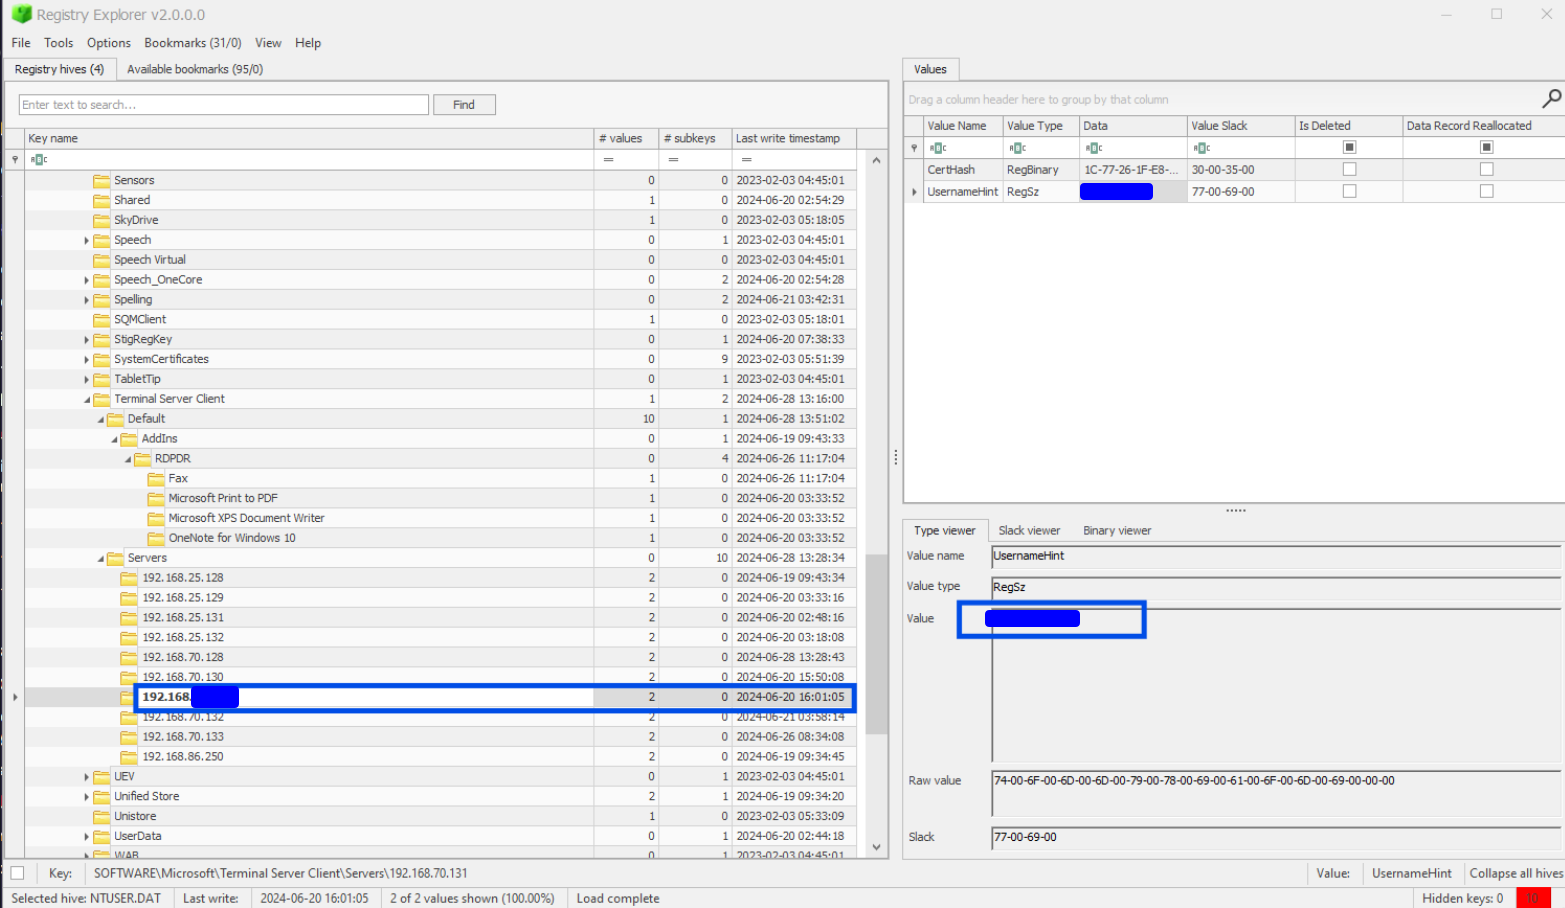 Registry Explorer v2.0.0.0
File Tools Options Bookmarks (31/0) View Help
Registry hives (4) Available bookmarks (95/0)
Enter text to search... Find
Key name # values # subkeys Last write timestamp
= = =
Sensors 0 0 2023-02-03 04:45:01
Shared 1 0 2024-06-20 02:54:29
SkyDrive 1 0 2023-02-03 05:18:05
Speech 0 1 2023-02-03 04:45:01
Speech Virtual 0 0 2023-02-03 04:45:01
Speech_OneCore 0 2 2024-06-20 02:54:28
Spelling 0 2 2024-06-21 03:42:31
SQMClient 1 0 2023-02-03 05:18:01
StigRegKey 0 1 2024-06-20 07:38:33
SystemCertificates 0 9 2023-02-03 05:51:39
TabletTip 0 1 2023-02-03 04:45:01
Terminal Server Client 1 2 2024-06-28 13:16:00
Default 10 1 2024-06-28 13:51:02
AddIns 0 1 2024-06-19 09:43:33
RDPDR 0 4 2024-06-26 11:17:04
Fax 1 0 2024-06-26 11:17:04
Microsoft Print to PDF 1 0 2024-06-20 03:33:52
Microsoft XPS Document Writer 1 0 2024-06-20 03:33:52
OneNote for Windows 10 1 0 2024-06-20 03:33:52
Servers 0 10 2024-06-28 13:28:34
192.168.25.128 2 0 2024-06-19 09:43:34
192.168.25.129 2 0 2024-06-20 03:33:16
192.168.25.131 2 0 2024-06-20 02:48:16
192.168.25.132 2 0 2024-06-20 03:18:08
192.168.70.128 2 0 2024-06-28 13:28:43
192.168.70.130 2 0 2024-06-20 15:50:08
192.168. 2 0 2024-06-20 16:01:05
192.168.70.132 2 0 2024-06-21 03:58:14
192.168.70.133 2 0 2024-06-26 08:34:08
192.168.86.250 2 0 2024-06-19 09:34:45
UEV 0 1 2023-02-03 04:45:01
Unified Store 2 1 2024-06-19 09:34:20
Unistore 1 0 2023-02-03 05:33:09
UserData 0 1 2024-06-20 02:44:18
WAB 0 1 2023-02-03 04:45:01
Values
Drag a column header here to group by that column
Value Name Value Type Data Value Slack Is Deleted Data Record Reallocated
CertHash RegBinary 1C-77-26-1F-E8-... 30-00-35-00
UsernameHint RegSz 77-00-69-00
Type viewer Slack viewer Binary viewer
Value name UsernameHint
Value type RegSz
Value
Raw value 74-00-6F-00-6D-00-6D-00-79-00-78-00-69-00-61-00-6F-00-6D-00-69-00-00-00
Slack 77-00-69-00
Key: SOFTWARE\Microsoft\Terminal Server Client\Servers\192.168.70.131 Value: UsernameHint Collapse all hives
Selected hive: NTUSER.DAT Last write: 2024-06-20 16:01:05 2 of 2 values shown (100.00%) Load complete Hidden keys: 0 10